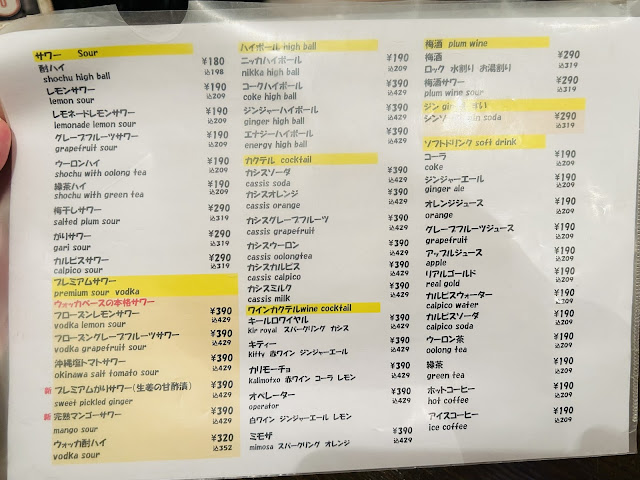 サワー Sour
酎ハイ ¥180
shochu high ball 込198
レモンサワー ¥190
lemon sour 込209
レモネードレモンサワー ¥190
lemonade lemon sour 込209
グレープフルーツサワー ¥190
grapefruit sour 込209
ウーロンハイ ¥190
shochu with oolong tea 込209
緑茶ハイ ¥190
shochu with green tea 込209
梅干しサワー ¥290
salted plum sour 込319
がりサワー ¥290
gari sour 込319
カルピスサワー ¥290
calpico sour 込319
プレミアムサワー
premium sour vodka
ウォッカベースの本格サワー
フローズンレモンサワー ¥390
vodka lemon sour 込429
フローズングレープフルーツサワー ¥390
vodka grapefruit sour 込429
沖縄塩トマトサワー ¥390
okinawa salt tomato sour 込429
新 プレミアムがりサワー(生姜の甘酢漬) ¥390
sweet pickled ginger 込429
新 完熟マンゴーサワー ¥390
mango sour 込429
ウォッカ酎ハイ ¥320
vodka sour 込352
ハイボール high ball
ニッカハイボール ¥190
nikka high ball 込209
コークハイボール ¥390
coke high ball 込429
ジンジャーハイボール ¥390
ginger high ball 込429
エナジーハイボール ¥390
energy high ball 込429
カクテル cocktail
カシスソーダ ¥390
cassis soda 込429
カシスオレンジ ¥390
cassis orange 込429
カシスグレープフルーツ ¥390
cassis grapefruit 込429
カシスウーロン ¥390
cassis oolongtea 込429
カシスカルピス ¥390
cassis calpico 込429
カシスミルク ¥390
cassis milk 込429
ワインカクテルwine cocktail
キールロワイヤル ¥390
kir royal スパークリング カシス 込429
キティー ¥390
kitty 赤ワイン ジンジャーエール 込429
カリモーチョ ¥390
kalimotxo 赤ワイン コーラ レモン 込429
オペレーター ¥390
operator 込429
白ワイン ジンジャーエール レモン
ミモザ ¥390
mimosa スパークリング オレンジ 込429
梅酒 plum wine
梅酒 ¥290
ロック 水割り お湯割り 込319
梅酒サワー ¥290
plum wine sour 込319
ジン gin
シンソーダ soda ¥290
込319
ソフトドリンク soft drink
コーラ ¥190
coke 込209
ジンジャーエール ¥190
ginger ale 込209
オレンジジュース ¥190
orange 込209
グレープフルーツジュース ¥190
grapefruit 込209
アップルジュース ¥190
apple 込209
リアルゴールド ¥190
real gold 込209
カルピスウォーター ¥190
calpico water 込209
カルピスソーダ ¥190
calpico soda 込209
ウーロン茶 ¥190
oolong tea 込209
緑茶 ¥190
green tea 込209
ホットコーヒー ¥190
hot coffee 込209
アイスコーヒー ¥190
ice coffee 込209